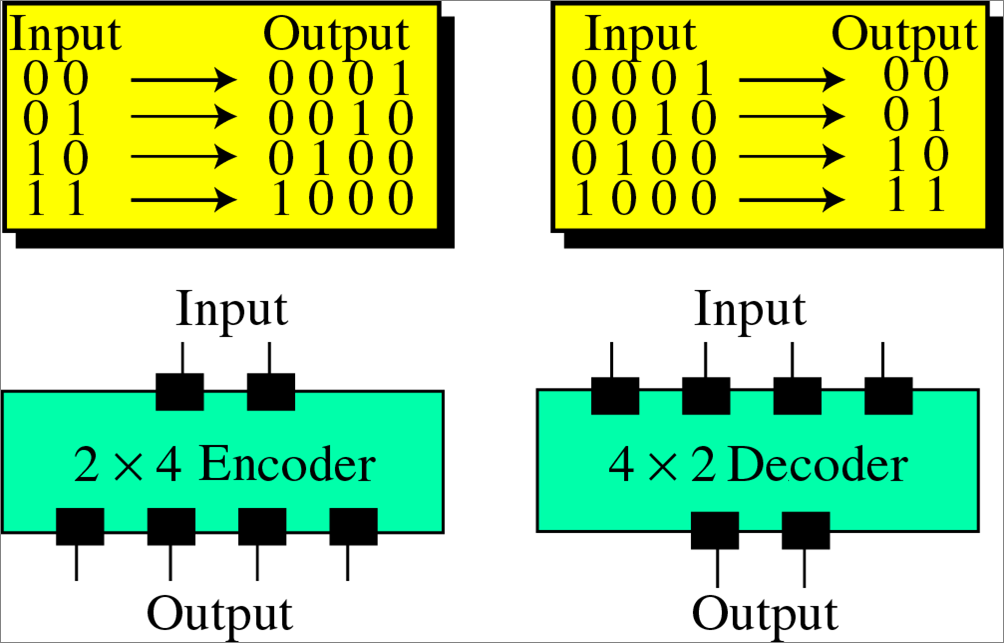 Input Output
0 0 → 0 0 0 1
0 1 → 0 0 1 0
1 0 → 0 1 0 0
1 1 → 1 0 0 0
Input
2 × 4 Encoder
Output
Input Output
0 0 0 1 → 0 0
0 0 1 0 → 0 1
0 1 0 0 → 1 0
1 0 0 0 → 1 1
Input
4 × 2 Decoder
Output